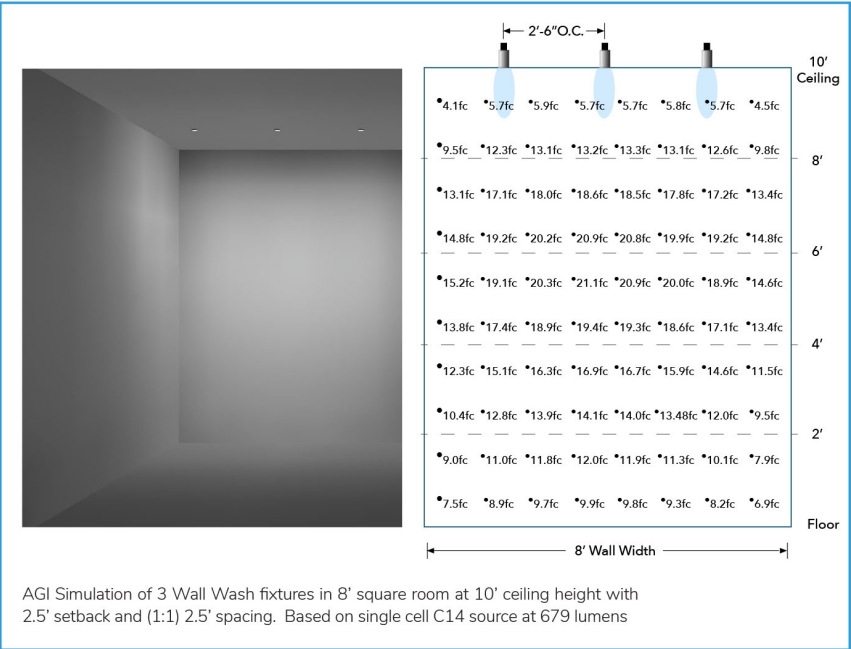 2'-6"O.C.
10'
Ceiling
4.1fc 5.7fc 5.9fc 5.7fc 5.7fc 5.8fc 5.7fc 4.5fc
9.5fc 12.3fc 13.1fc 13.2fc 13.3fc 13.1fc 12.6fc 9.8fc
8'
13.1fc 17.1fc 18.0fc 18.6fc 18.5fc 17.8fc 17.2fc 13.4fc
14.8fc 19.2fc 20.2fc 20.9fc 20.8fc 19.9fc 19.2fc 14.8fc
6'
15.2fc 19.1fc 20.3fc 21.1fc 20.9fc 20.0fc 18.9fc 14.6fc
13.8fc 17.4fc 18.9fc 19.4fc 19.3fc 18.6fc 17.1fc 13.4fc
4'
12.3fc 15.1fc 16.3fc 16.9fc 16.7fc 15.9fc 14.6fc 11.5fc
10.4fc 12.8fc 13.9fc 14.1fc 14.0fc 13.48fc 12.0fc 9.5fc
2'
9.0fc 11.0fc 11.8fc 12.0fc 11.9fc 11.3fc 10.1fc 7.9fc
7.5fc 8.9fc 9.7fc 9.9fc 9.8fc 9.3fc 8.2fc 6.9fc
Floor
8' Wall Width
AGI Simulation of 3 Wall Wash fixtures in 8' square room at 10' ceiling height with
2.5' setback and (1:1) 2.5' spacing.  Based on single cell C14 source at 679 lumens